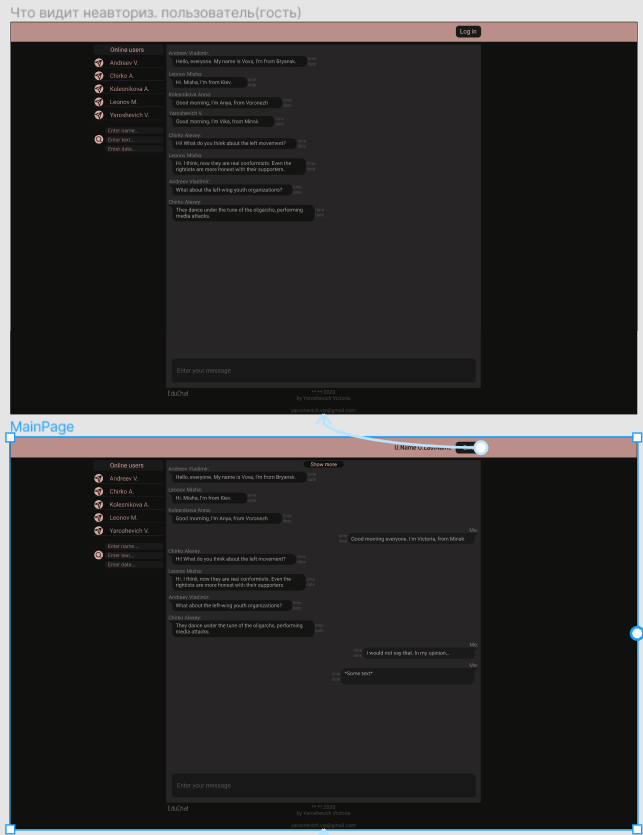 Что видит неавториз. пользователь(гость)
Log in
Online users
Andreev V.
Chirko A.
Kolesnikova A.
Leonov M.
Yaroshevich V.
Enter name...
Enter text...
Enter date...
Andreev Vladimir:
Hello, everyone. My name is Vova, I'm from Bryansk.
time
date
Leonov Misha:
Hi. Misha, I'm from Kiev.
time
date
Kolesnikova Anna:
Good morning, I'm Anya, from Voronezh
time
date
Yaroshevich V.
Good morning, I'm Vika, from Minsk
time
date
Chirko Alexey:
Hi! What do you think about the left movement?
time
date
Leonov Misha:
Hi. I think, now they are real conformists. Even the
rightists are more honest with their supporters.
time
date
Andreev Vladimir:
What about the left-wing youth organizations?
time
date
Chirko Alexey:
They dance under the tune of the oligarchs, performing
media attacks.
time
date
Enter your message
EduChat
**.**.2020
by Yaroshevich Victoria
yaroshevich.vix@gmail.com
MainPage
U.Name U.LastName
Online users
Andreev V.
Chirko A.
Kolesnikova A.
Leonov M.
Yaroshevich V.
Enter name...
Enter text...
Enter date...
Show more
Andreev Vladimir:
Hello, everyone. My name is Vova, I'm from Bryansk.
time
date
Leonov Misha:
Hi. Misha, I'm from Kiev.
time
date
Kolesnikova Anna:
Good morning, I'm Anya, from Voronezh
time
date
Me:
Good morning everyone. I'm Victoria, from Minsk
time
date
Chirko Alexey:
Hi! What do you think about the left movement?
time
date
Leonov Misha:
Hi. I think, now they are real conformists. Even the
rightists are more honest with their supporters.
time
date
Andreev Vladimir:
What about the left-wing youth organizations?
time
date
Chirko Alexey:
They dance under the tune of the oligarchs, performing
media attacks.
time
date
Me:
I would not say that. In my opinion...
time
date
Me:
*Some text*
time
date
Enter your message
EduChat
**.**.2020
by Yaroshevich Victoria
yaroshevich.vix@gmail.com